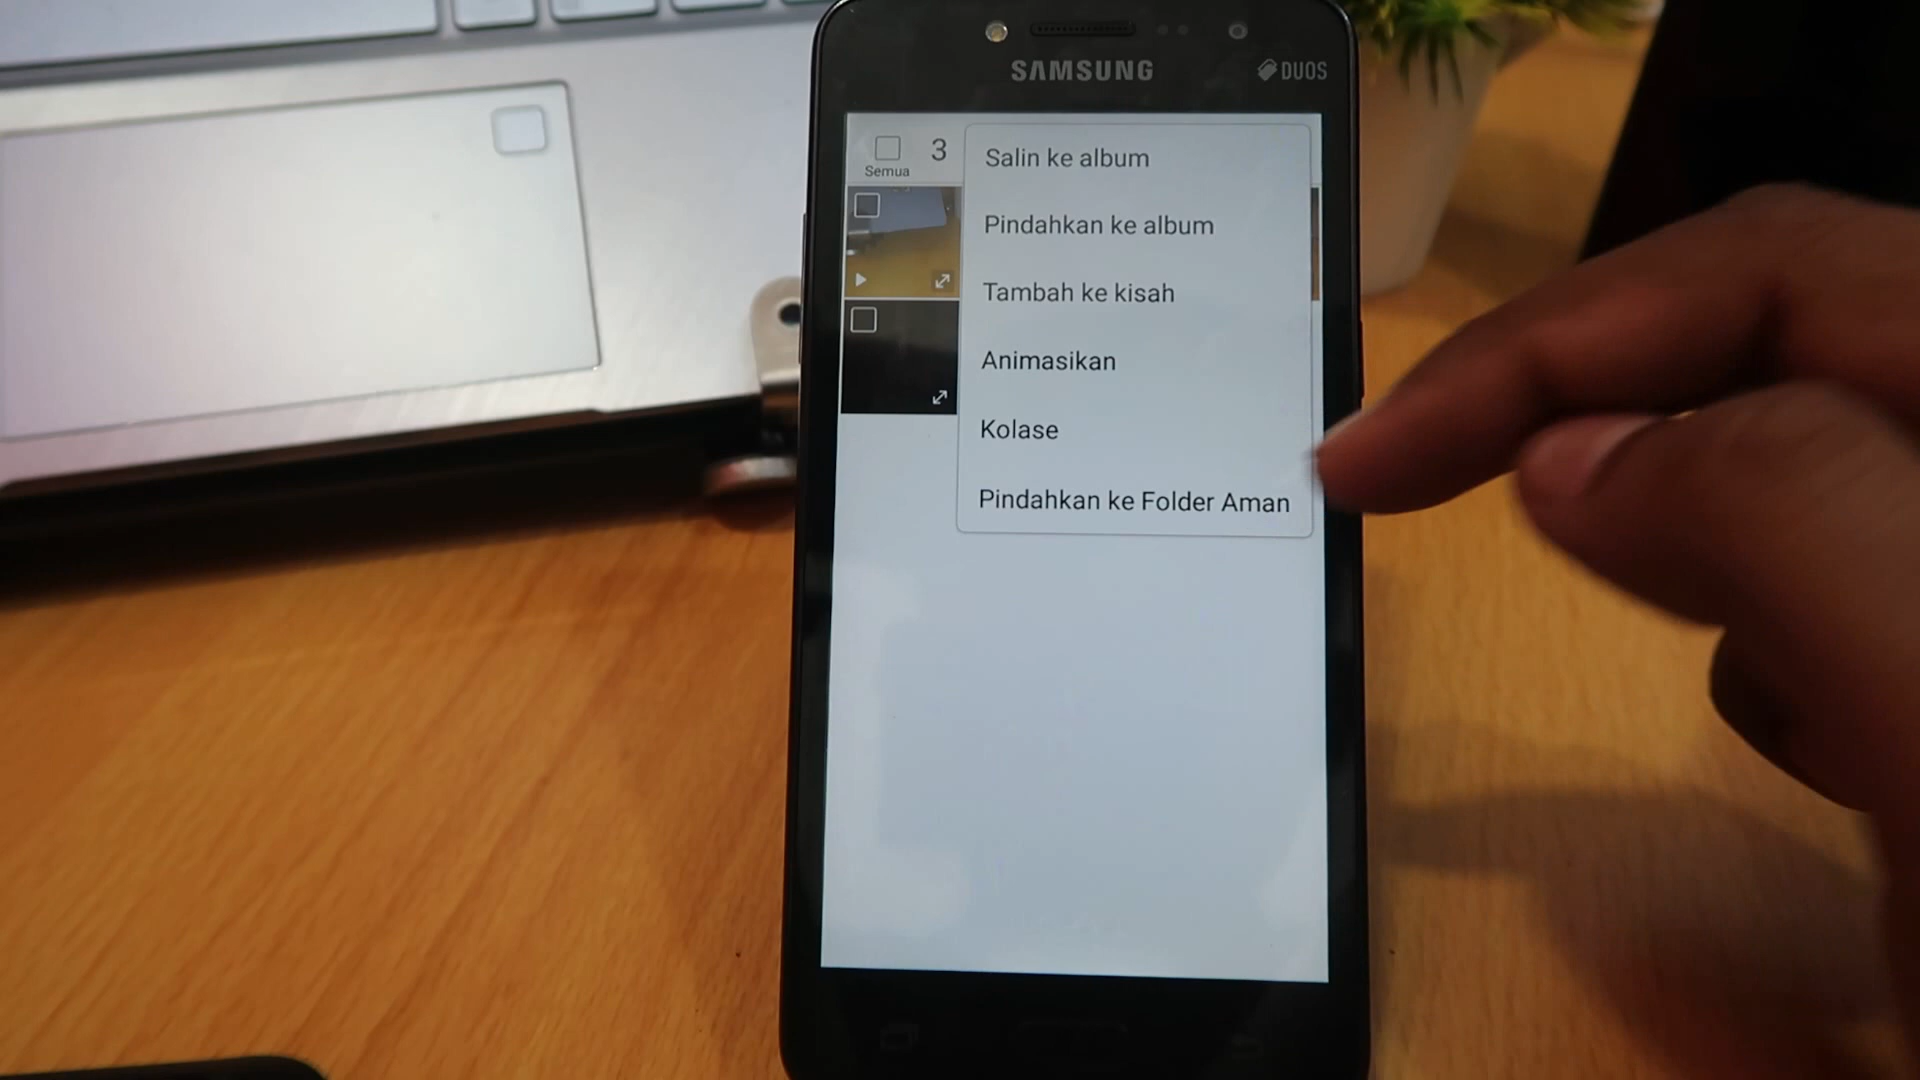 SAMSUNG
DUOS
Semua
3
Salin ke album
Pindahkan ke album
Tambah ke kisah
Animasikan
Kolase
Pindahkan ke Folder Aman